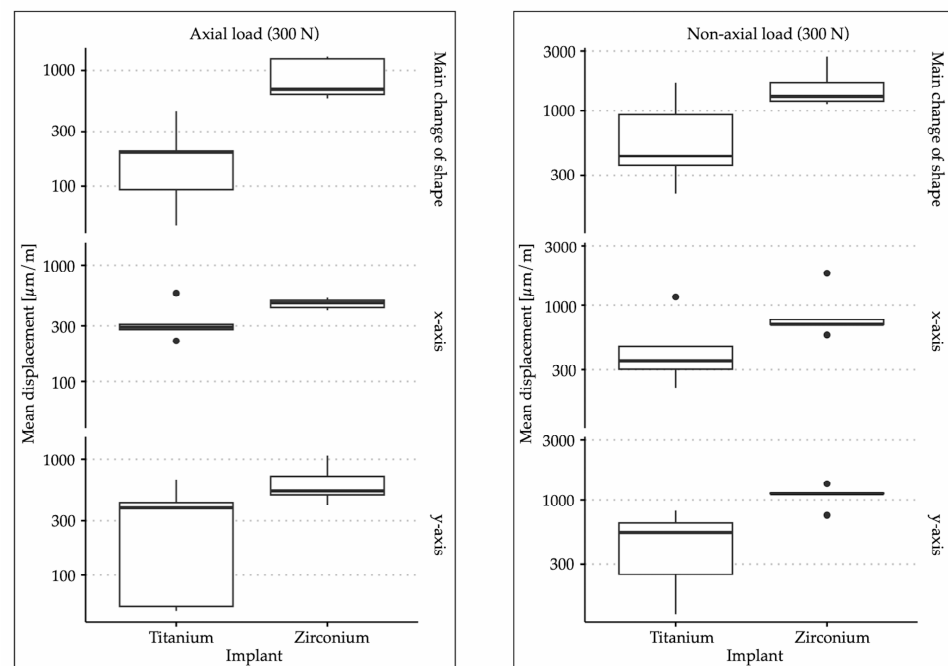 Axial load (300 N)
Mean displacement [µm/m]
1000
300
100
Main change of shape
1000
300
100
x-axis
1000
300
100
y-axis
Titanium
Zirconium
Implant
Non-axial load (300 N)
Mean displacement [µm/m]
3000
1000
300
Main change of shape
3000
1000
300
x-axis
3000
1000
300
y-axis
Titanium
Zirconium
Implant